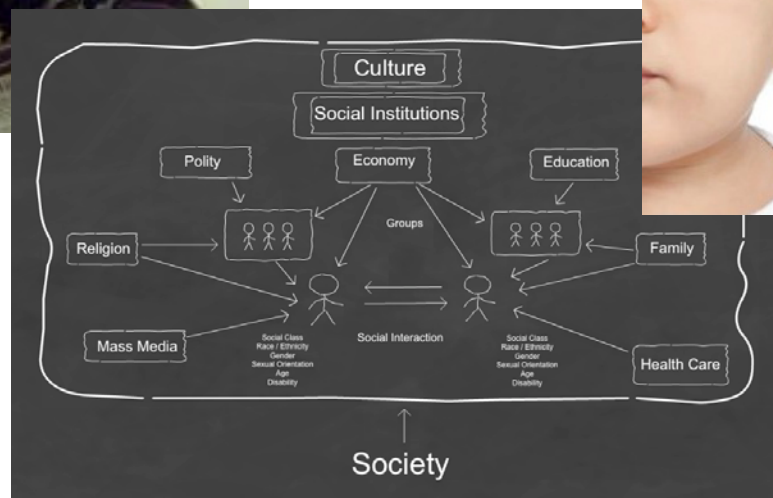 Culture
Social Institutions
Polity
Economy
Education
Groups
Religion
Family
Mass Media
Social Class
Race / Ethnicity
Gender
Sexual Orientation
Age
Disability
Social Interaction
Social Class
Race / Ethnicity
Gender
Sexual Orientation
Age
Disability
Health Care
Society